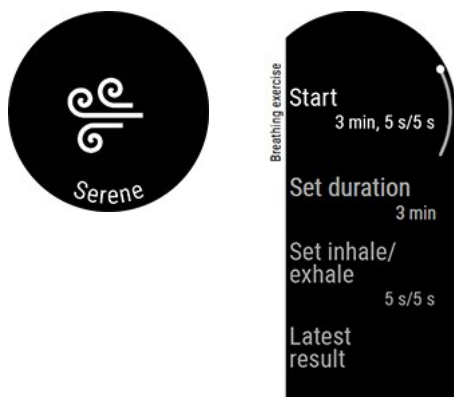 Serene
Breathing exercise
Start
3 min, 5 s/5 s
Set duration
3 min
Set inhale/
exhale
5 s/5 s
Latest
result